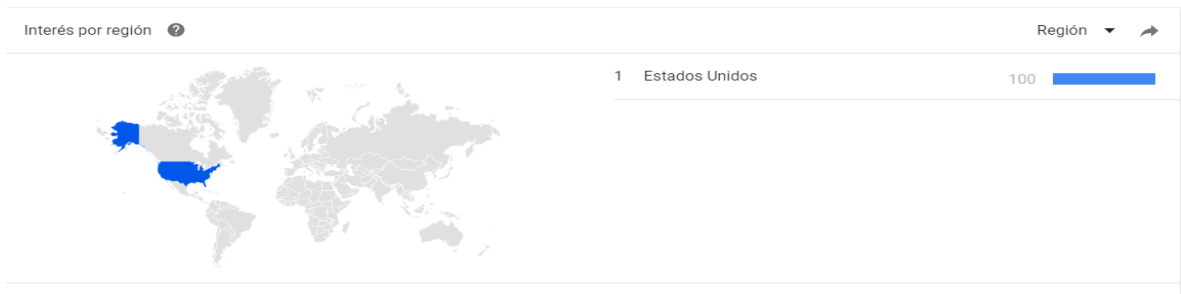 Interés por región ?
Región
1 Estados Unidos 100